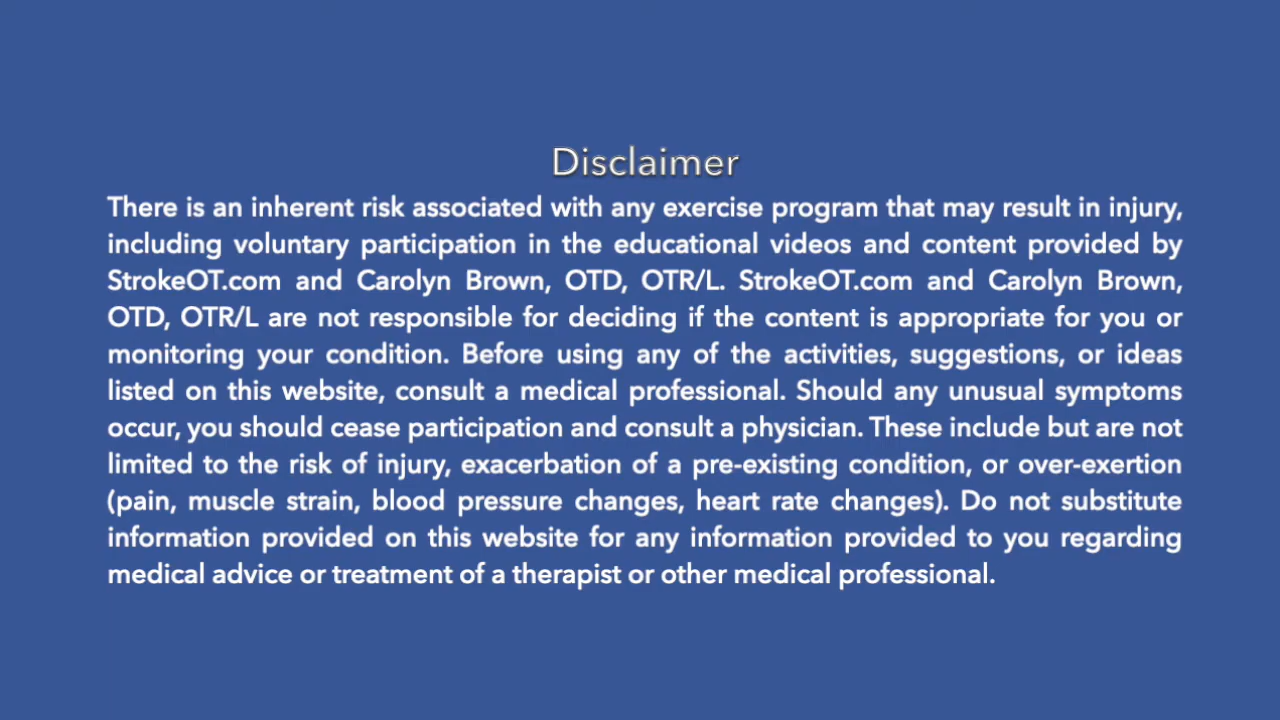 Disclaimer
There is an inherent risk associated with any exercise program that may result in injury,
including voluntary participation in the educational videos and content provided by
StrokeOT.com and Carolyn Brown, OTD, OTR/L. StrokeOT.com and Carolyn Brown,
OTD, OTR/L are not responsible for deciding if the content is appropriate for you or
monitoring your condition. Before using any of the activities, suggestions, or ideas
listed on this website, consult a medical professional. Should any unusual symptoms
occur, you should cease participation and consult a physician. These include but are not
limited to the risk of injury, exacerbation of a pre-existing condition, or over-exertion
(pain, muscle strain, blood pressure changes, heart rate changes). Do not substitute
information provided on this website for any information provided to you regarding
medical advice or treatment of a therapist or other medical professional.